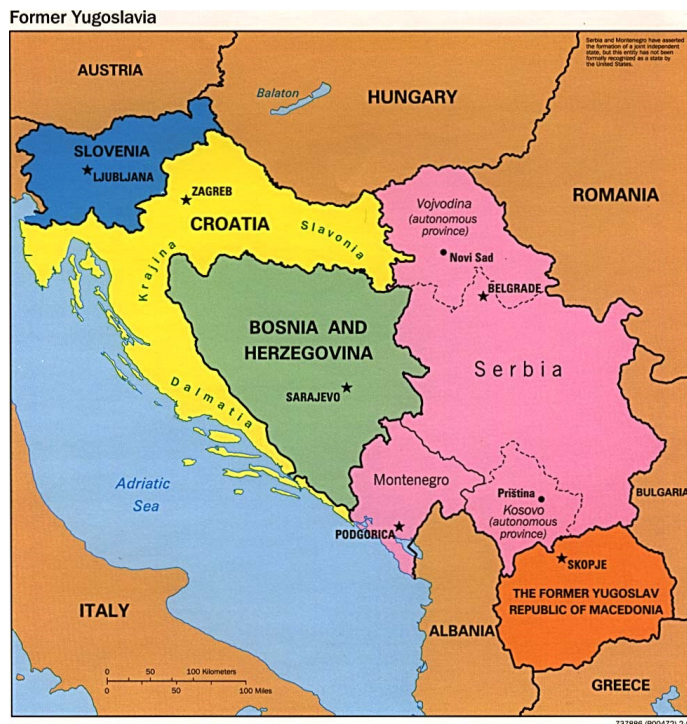 Former Yugoslavia
Serbia and Montenegro have asserted
the formation of a joint independent
state, but this entity has not been
formally recognized as a state by
the United States.
AUSTRIA
Balaton
HUNGARY
SLOVENIA
LJUBLJANA
ZAGREB
CROATIA
Slavonia
Krajina
Vojvodina
(autonomous
province)
Novi Sad
ROMANIA
BELGRADE
BOSNIA AND
HERZEGOVINA
SARAJEVO
Serbia
Dalmatia
Adriatic
Sea
Montenegro
Priština
Kosovo
(autonomous
province)
BULGARIA
PODGORICA
SKOPJE
THE FORMER YUGOSLAV
REPUBLIC OF MACEDONIA
ITALY
ALBANIA
0 50 100 Kilometers
0 50 100 Miles
GREECE